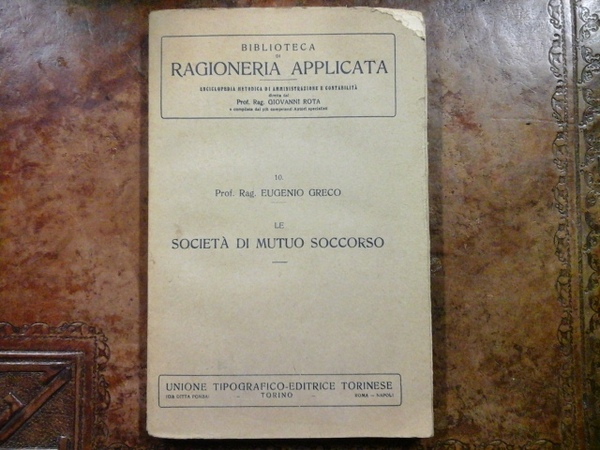 BIBLIOTECA
DI
RAGIONERIA APPLICATA
ENCICLOPEDIA METODICA DI AMMINISTRAZIONE E CONTABILITÀ
diretta dal
Prof. Rag. GIOVANNI ROTA
e compilata dai più competenti Autori specialisti
10.
Prof. Rag. EUGENIO GRECO
LE
SOCIETÀ DI MUTUO SOCCORSO
UNIONE TIPOGRAFICO-EDITRICE TORINESE
(GIÀ DITTA POMBA) - TORINO - ROMA - NAPOLI